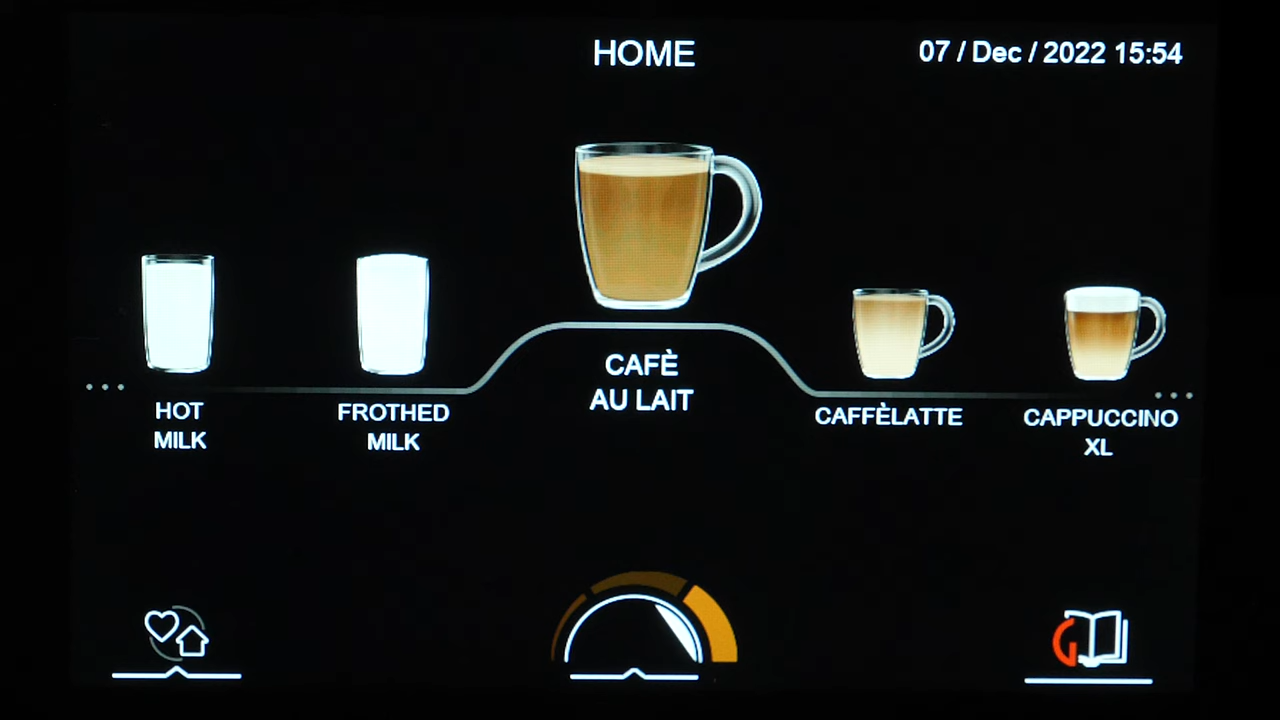 HOME
07 / Dec / 2022 15:54
CAFÈ
AU LAIT
HOT
MILK
FROTHED
MILK
CAFFÈLATTE
CAPPUCCINO
XL